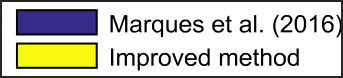 Marques et al. (2016)
Improved method